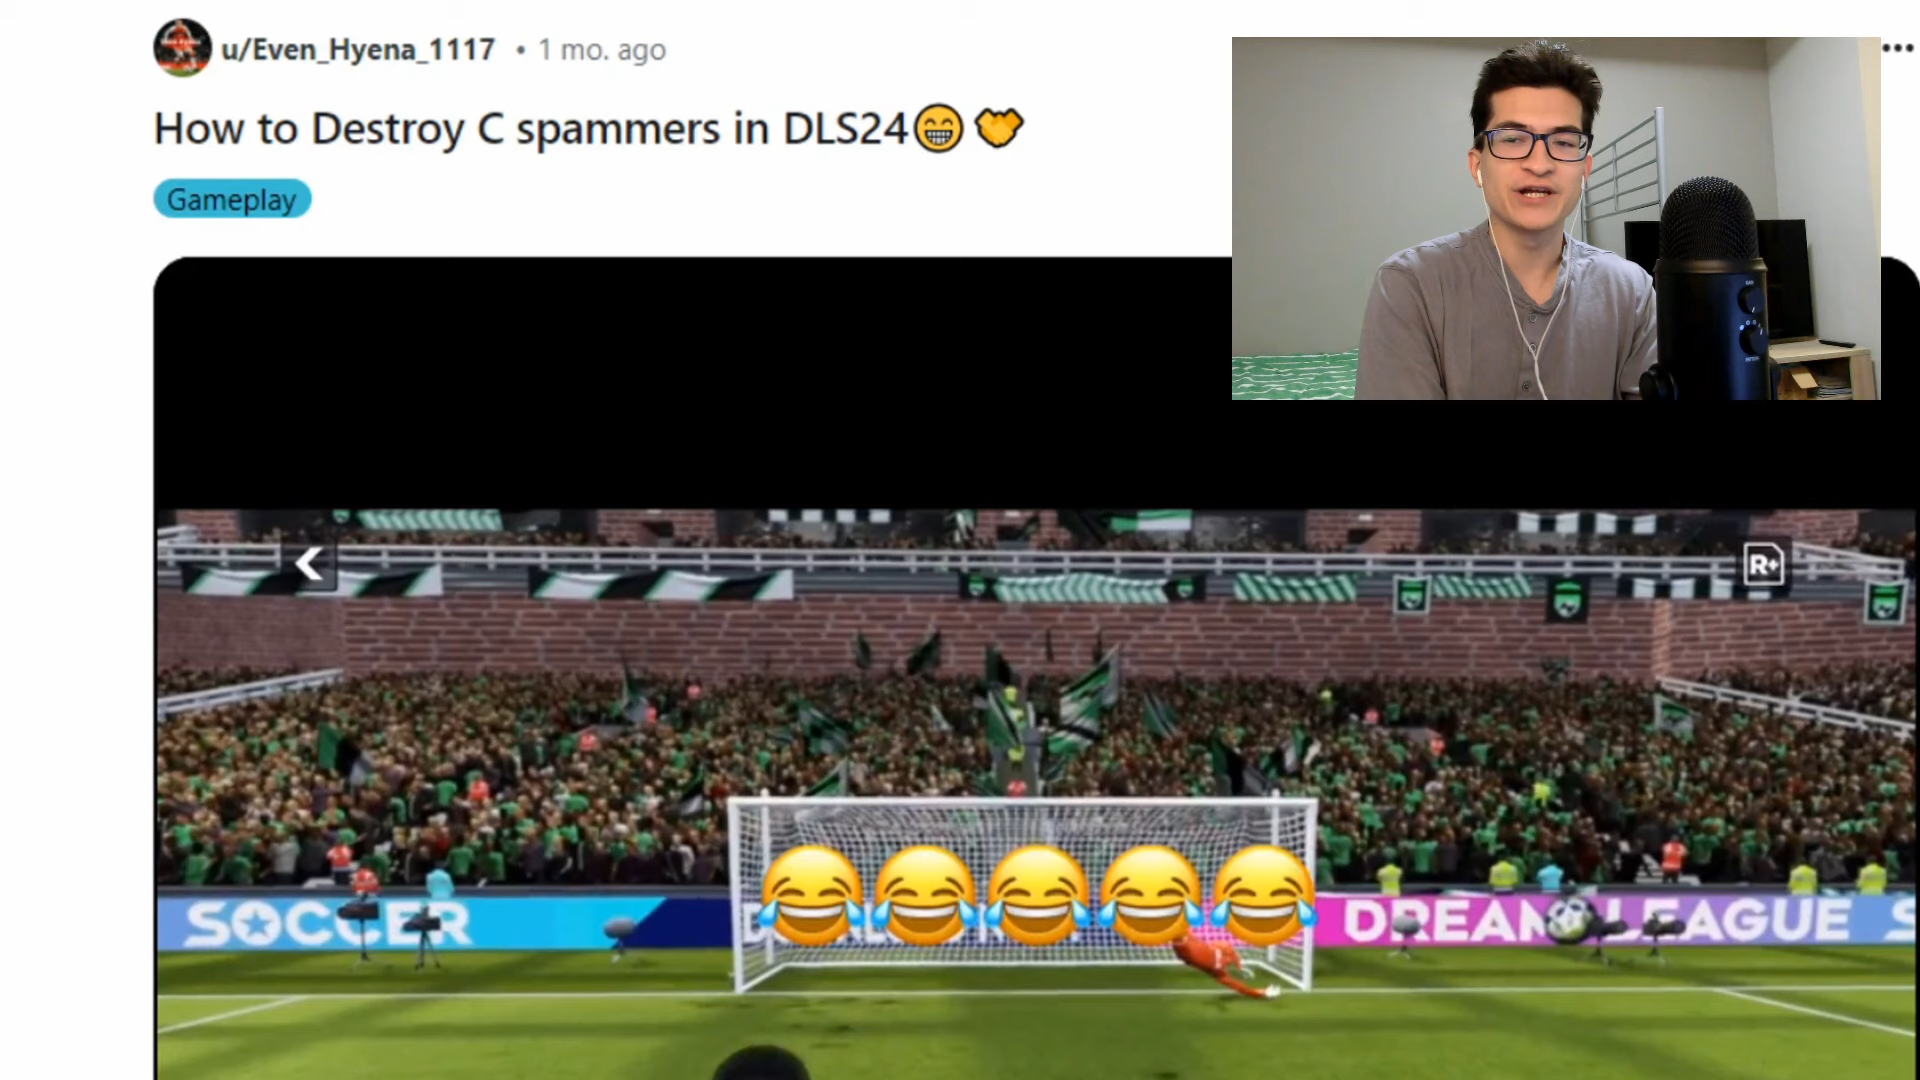 u/Even_Hyena_1117 • 1 mo. ago
How to Destroy C spammers in DLS24😁🤝
Gameplay
R+
SOCCER
DREAM LEAGUE S